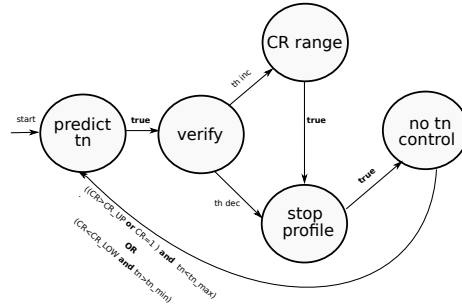 CR range
th inc
start
predict
tn
true
verify
true
no tn
control
true
th dec
stop
profile
((CR>CR_UP or CR=1 ) and tn<tn_max)
OR
(CR<CR_LOW and tn>tn_min)